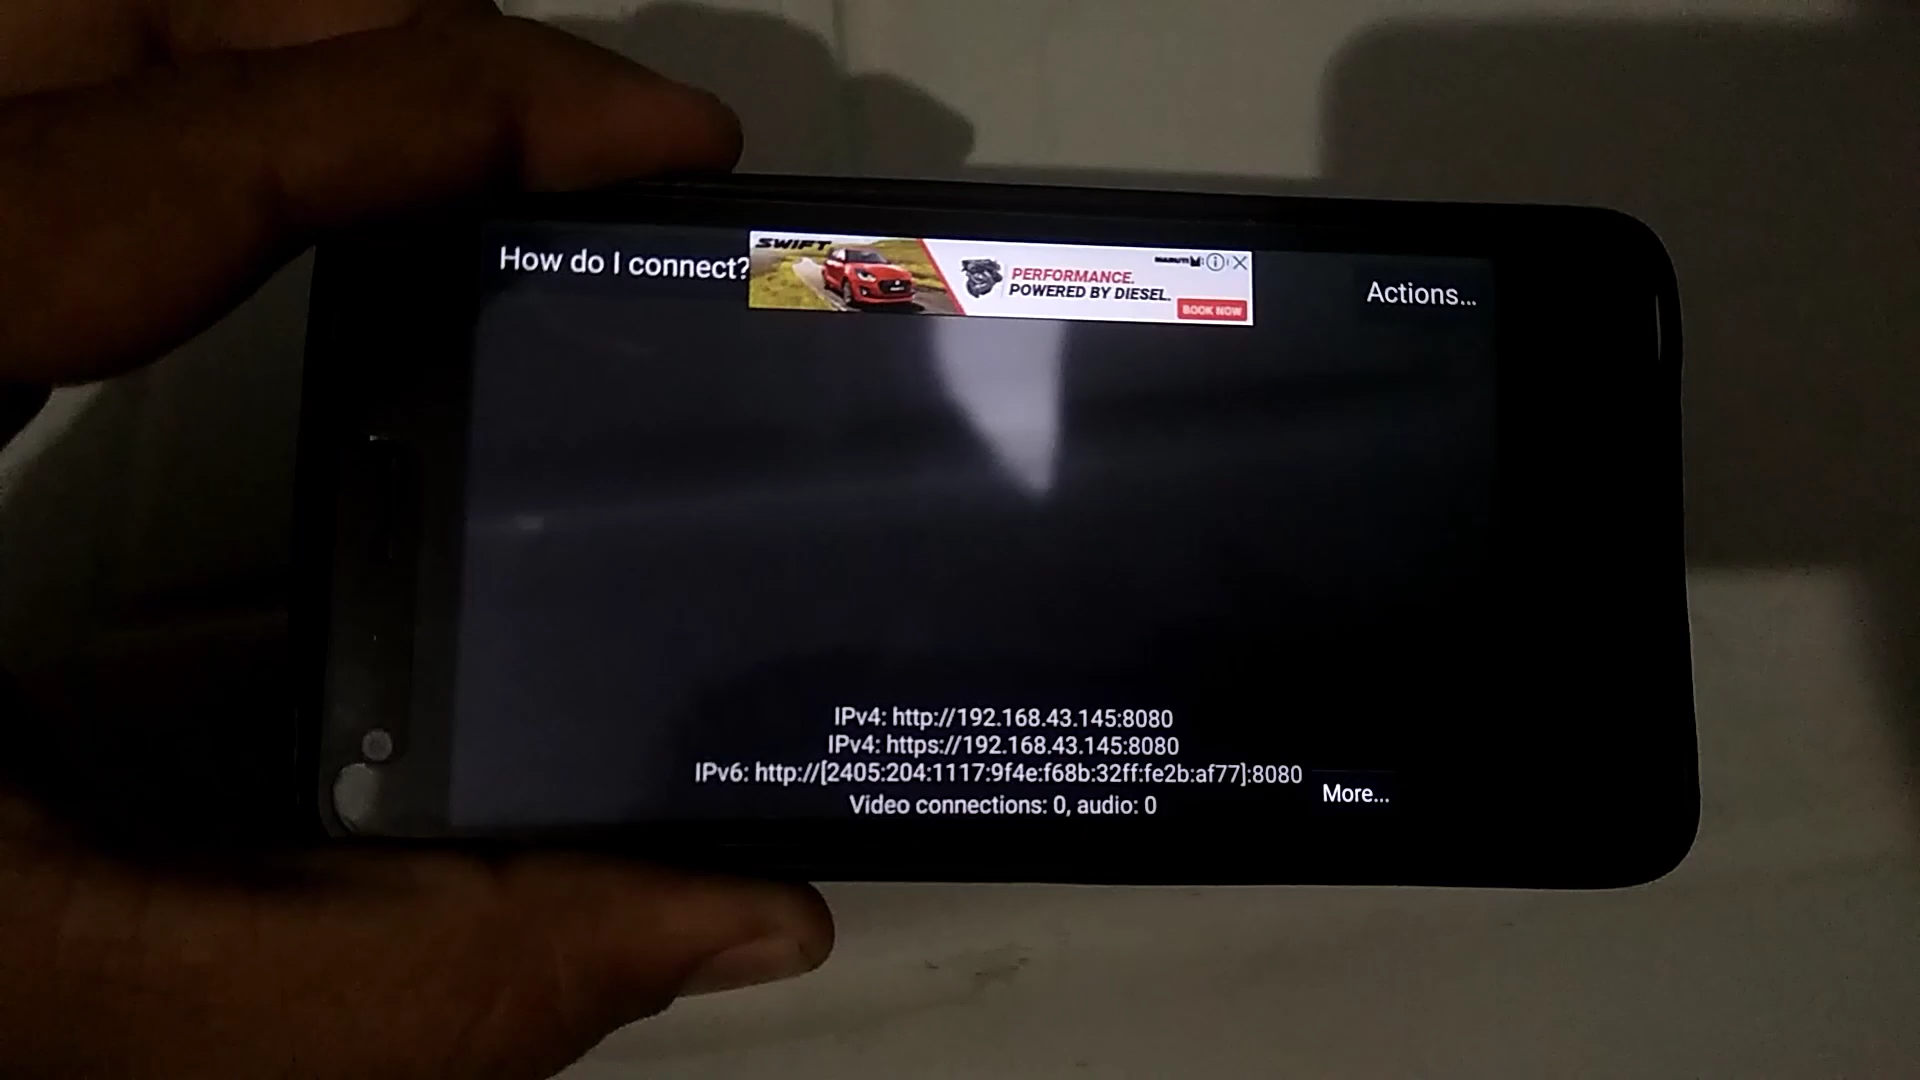 How do I connect?
SWIFT
PERFORMANCE.
POWERED BY DIESEL.
BOOK NOW
Actions...
IPv4: http://192.168.43.145:8080
IPv4: https://192.168.43.145:8080
IPv6: http://[2405:204:1117:9f4e:f68b:32ff:fe2b:af77]:8080
Video connections: 0, audio: 0
More...